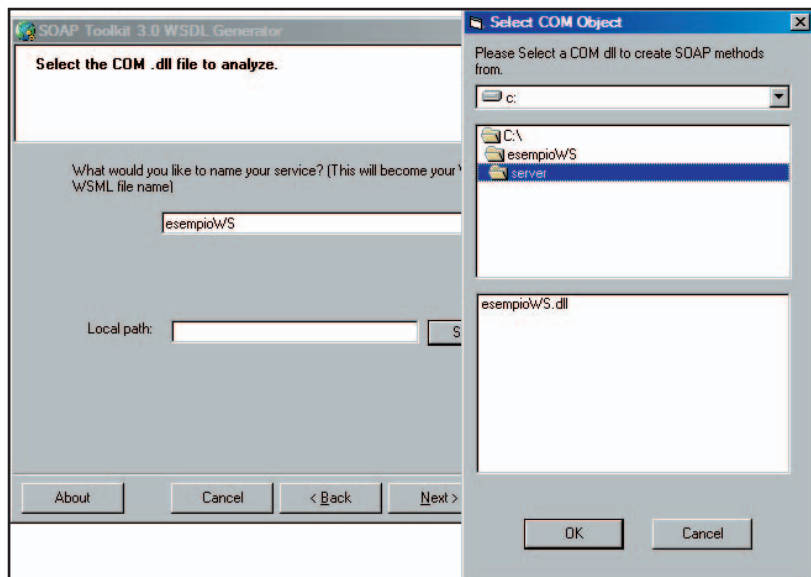 SOAP Toolkit 3.0 WSDL Generator
Select the COM .dll file to analyze.
What would you like to name your service? (This will become your
WSML file name)
esempioWS
Local path:
S
About
Cancel
< Back
Next >
Select COM Object
Please Select a COM dll to create SOAP methods
from.
c:
C:\
esempioWS
server
esempioWS.dll
OK
Cancel